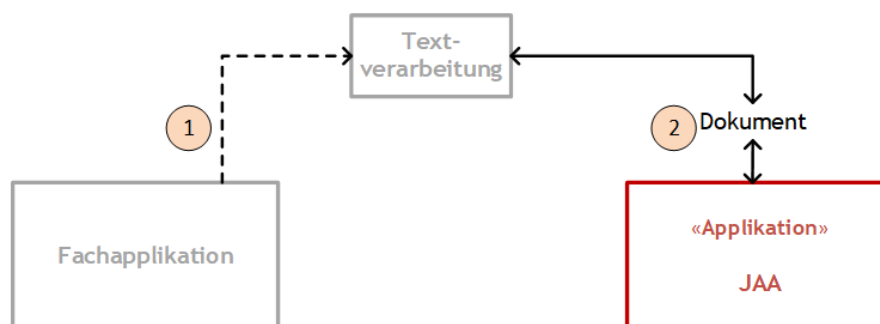 Text-
verarbeitung
1
2
Dokument
Fachapplikation
«Applikation»
JAA